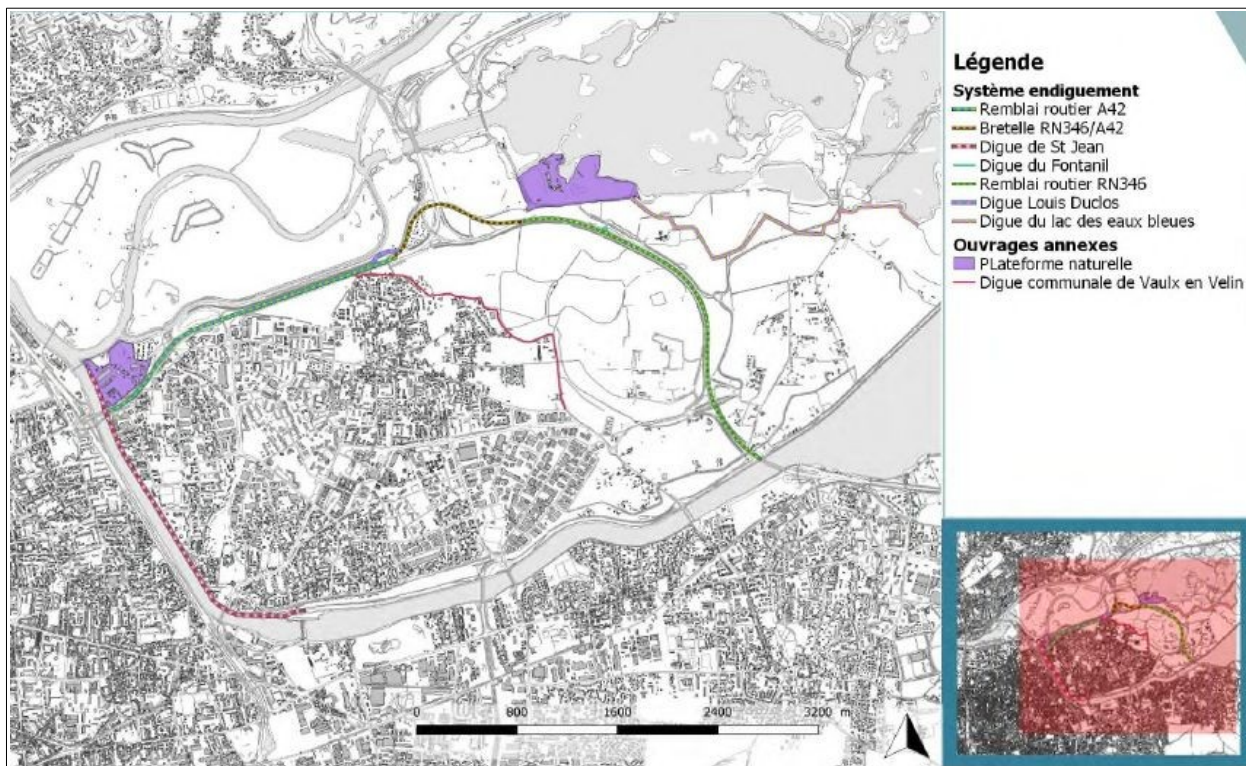 Légende
Système endiguement
Remblai routier A42
Bretelle RN346/A42
Digue de St Jean
Digue du Fontanil
Remblai routier RN346
Digue Louis Duclos
Digue du lac des eaux bleues
Ouvrages annexes
PLateforme naturelle
Digue communale de Vaulx en Velin
0 800 1600 2400 3200 m